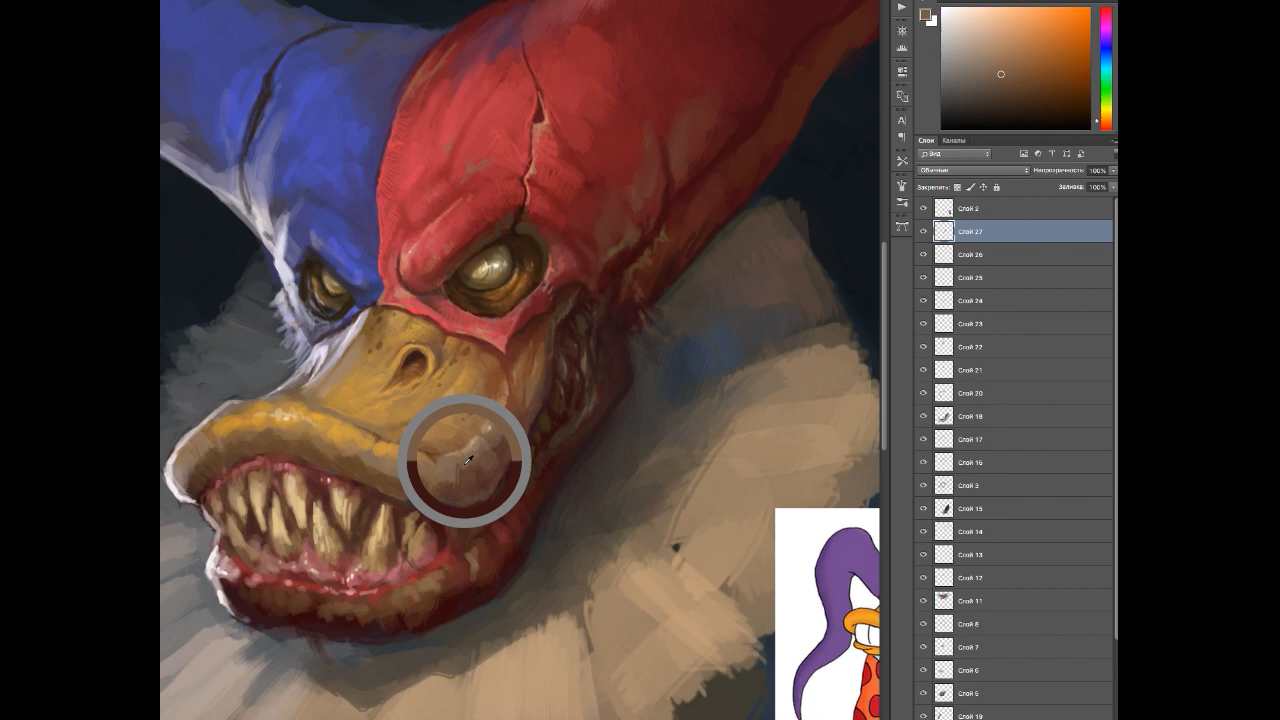 Слои Каналы
Вид
Обычные Непрозрачность: 100%
Закрепить: Заливка: 100%
Слой 2
Слой 27
Слой 26
Слой 25
Слой 24
Слой 23
Слой 22
Слой 21
Слой 20
Слой 18
Слой 17
Слой 16
Слой 3
Слой 15
Слой 14
Слой 13
Слой 12
Слой 11
Слой 8
Слой 7
Слой 6
Слой 5
Слой 19